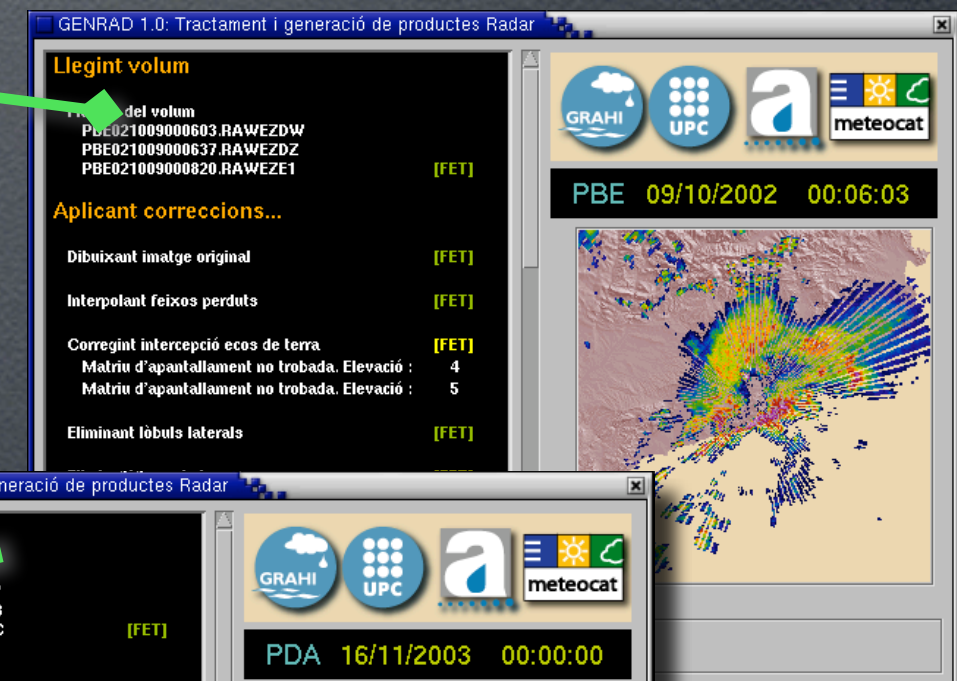 GENRAD 1.0: Tractament i generació de productes Radar
Llegint volum
del volum
PBE021009000603.RAWEZDW
PBE021009000637.RAWEZDZ
PBE021009000820.RAWEZE1 [FET]
Aplicant correccions...
Dibuixant imatge original [FET]
Interpolant feixos perduts [FET]
Corregint intercepció ecos de terra [FET]
Matriu d'apantallament no trobada. Elevació : 4
Matriu d'apantallament no trobada. Elevació : 5
Eliminant lòbuls laterals [FET]
GRAHI
UPC
a
meteocat
PBE 09/10/2002 00:06:03
neració de productes Radar
[FET]
GRAHI
UPC
a
meteocat
PDA 16/11/2003 00:00:00